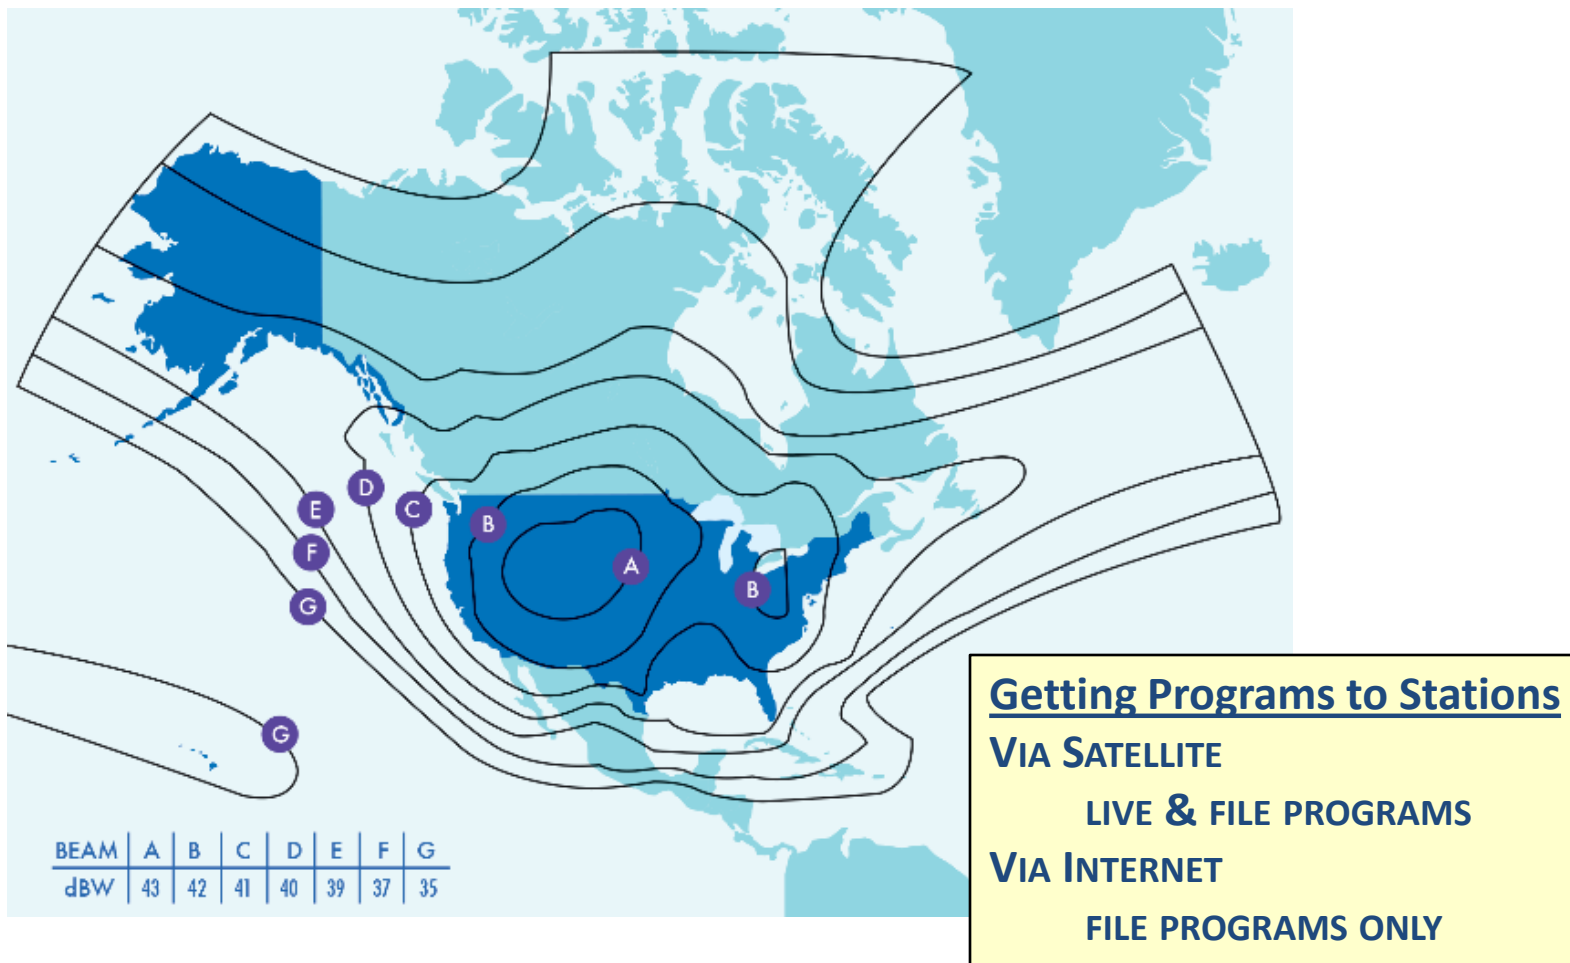 D
C
E
B
F
A
B
G
G
BEAM A B C D E F G
dBW 43 42 41 40 39 37 35
Getting Programs to Stations
VIA SATELLITE
LIVE & FILE PROGRAMS
VIA INTERNET
FILE PROGRAMS ONLY